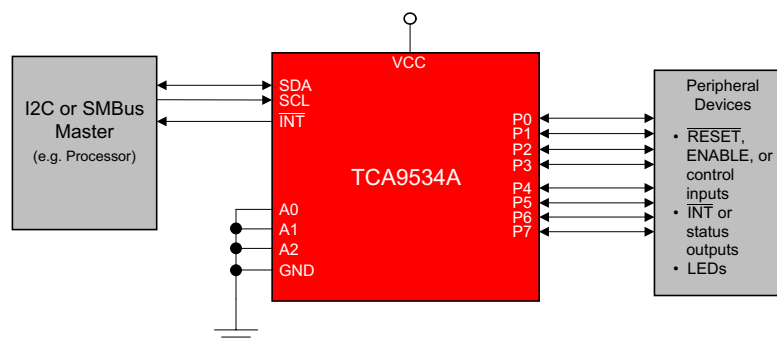 VCC
I2C or SMBus
Master
(e.g. Processor)
SDA
SCL
INT
A0
A1
A2
GND
TCA9534A
P0
P1
P2
P3
P4
P5
P6
P7
Peripheral
Devices
• RESET,
ENABLE, or
control
inputs
• INT or
status
outputs
• LEDs